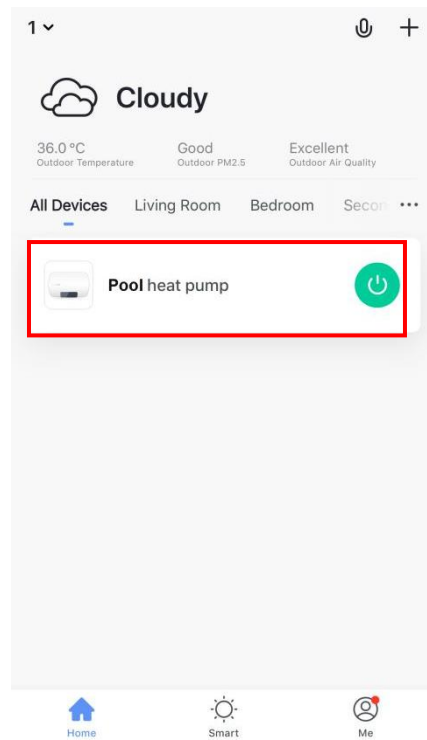 1
Cloudy
36.0 °C Good Excellent
Outdoor Temperature Outdoor PM2.5 Outdoor Air Quality
All Devices Living Room Bedroom Secon
Pool heat pump
Home Smart Me